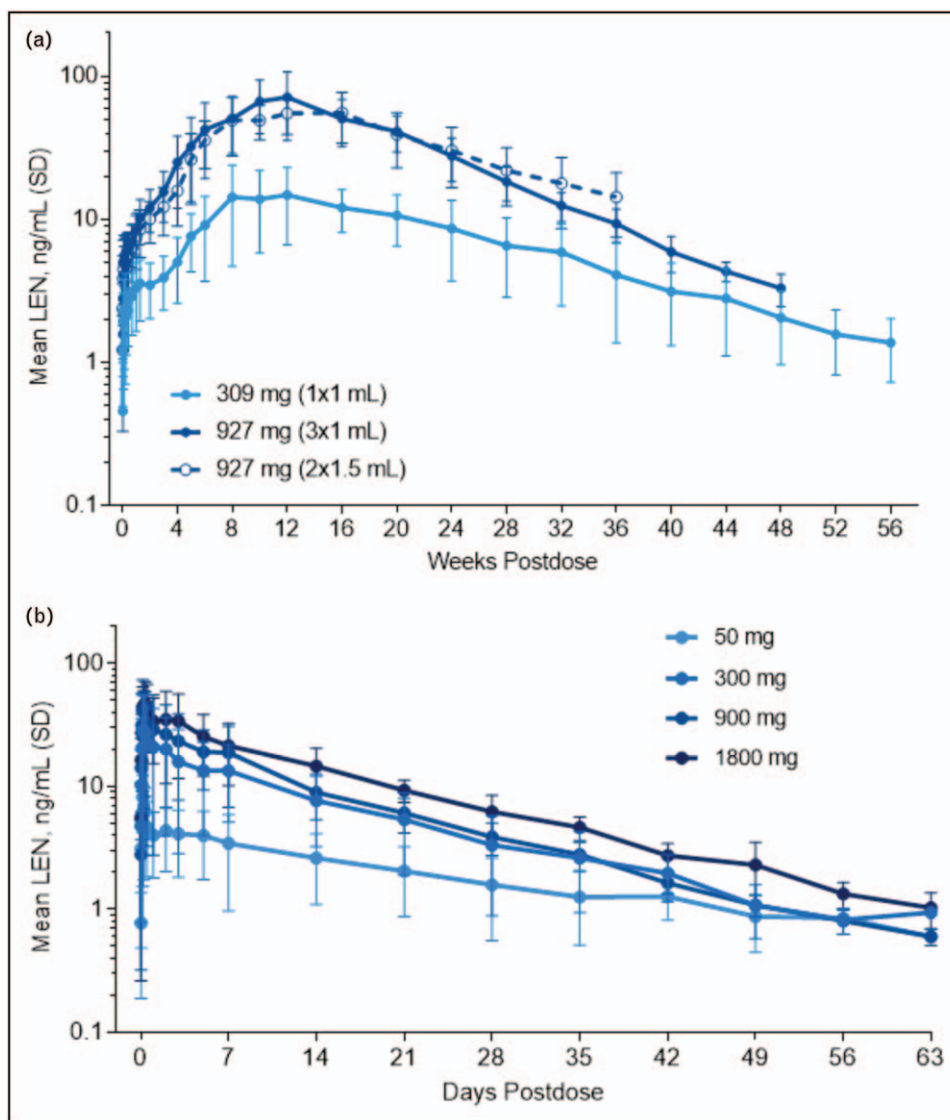 (a)
100
10
1
0.1
Mean LEN, ng/mL (SD)
309 mg (1x1 mL)
927 mg (3x1 mL)
927 mg (2x1.5 mL)
0 4 8 12 16 20 24 28 32 36 40 44 48 52 56
Weeks Postdose
(b)
100
10
1
0.1
Mean LEN, ng/mL (SD)
50 mg
300 mg
900 mg
1800 mg
0 7 14 21 28 35 42 49 56 63
Days Postdose